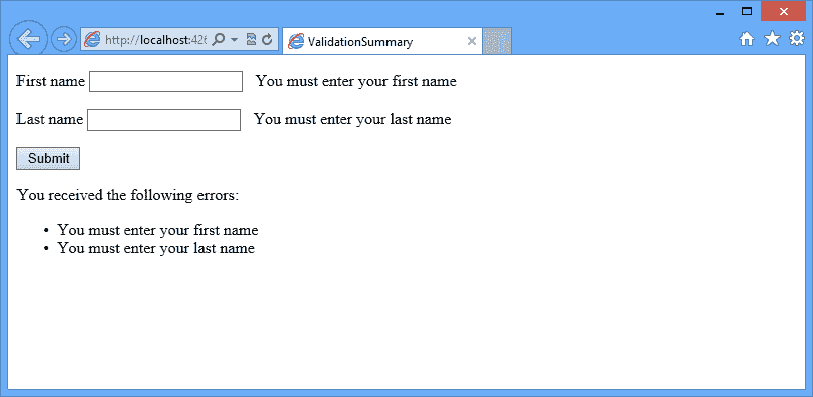 http://localhost:426
ValidationSummary
First name You must enter your first name
Last name You must enter your last name
Submit
You received the following errors:
• You must enter your first name
• You must enter your last name